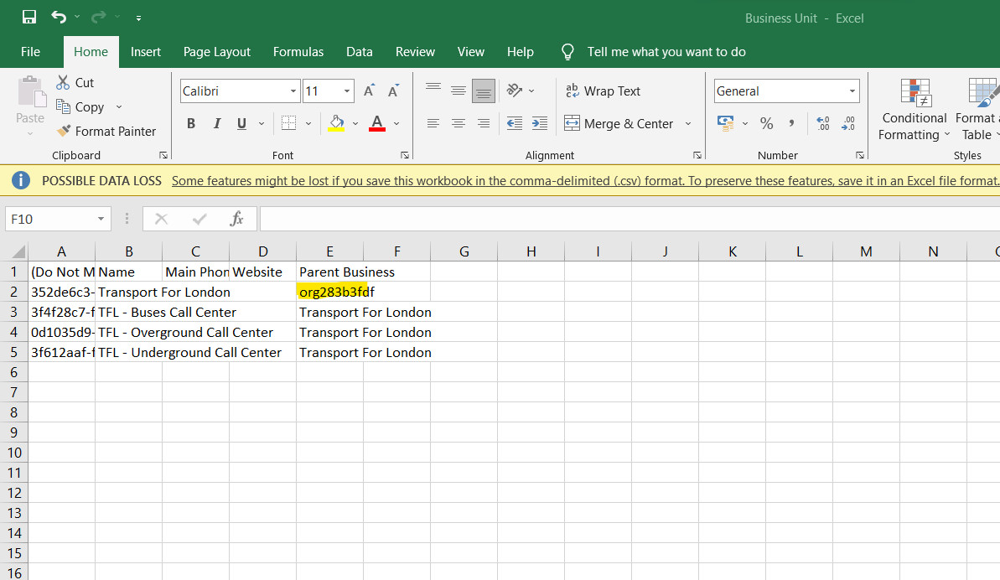 Business Unit - Excel
File Home Insert Page Layout Formulas Data Review View Help Tell me what you want to do
Paste
Cut
Copy
Format Painter
Clipboard
Calibri 11 A A
B I U A
Font
ab Wrap Text
Merge & Center
Alignment
General
% , .00 .00
Number
Conditional Formatting
Format a
Table
Styles
POSSIBLE DATA LOSS Some features might be lost if you save this workbook in the comma-delimited (.csv) format. To preserve these features, save it in an Excel file format.
F10 fx
A B C D E F G H I J K L M N
1 (Do Not M Name Main Phon Website Parent Business
2 352de6c3- Transport For London org283b3fdf
3 3f4f28c7-f TFL - Buses Call Center Transport For London
4 0d1035d9- TFL - Overground Call Center Transport For London
5 3f612aaf-f TFL - Underground Call Center Transport For London
6
7
8
9
10
11
12
13
14
15
16